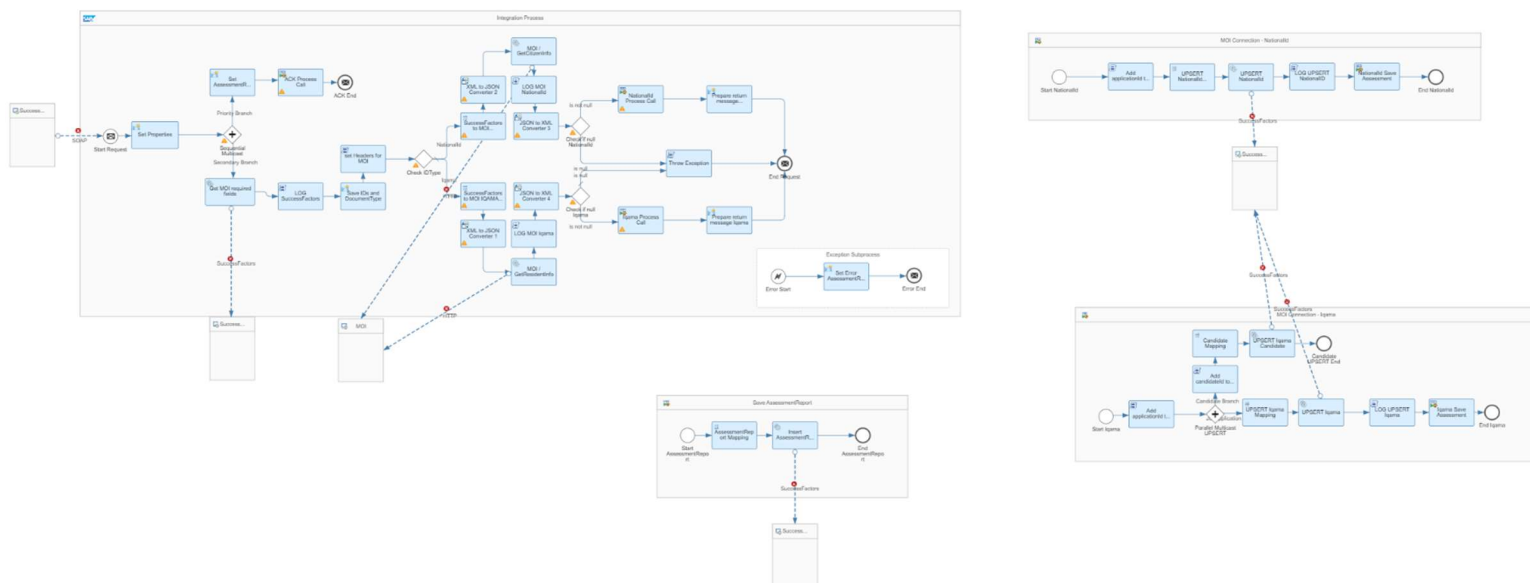 SAP
Integration Process
Success...
SOAP
Start Request
Set Properties
Set
AssessmentR...
ACK Process
Call
ACK End
Priority Branch
Sequential
Multicast
Secondary Branch
Get MOI required
fields
LOG
SuccessFactors
Save IDs and
DocumentType
set Headers for
MOI
Check IDType
NationalId
Iqama
SuccessFactors
to MOI...
XML to JSON
Converter 2
MOI /
GetCitizenInfo
LOG MOI
NationalId
JSON to XML
Converter 3
Check if null
NationalId
is not null
NationalId
Process Call
Prepare return
message...
is null
is null
Throw Exception
End Request
SuccessFactors
to MOI IQAMA...
XML to JSON
Converter 1
MOI /
GetResidentInfo
LOG MOI Iqama
JSON to XML
Converter 4
Check if null
Iqama
is not null
Iqama Process
Call
Prepare return
message Iqama
HTTP
HTTP
SuccessFactors
Success...
MOI
Exception Subprocess
Error Start
Set Error
AssessmentR...
Error End
Save AssessmentReport
Start
AssessmentRepo
rt
AssessmentRep
ort Mapping
Insert
AssessmentR...
End
AssessmentRepo
rt
SuccessFactors
Success...
MOI Connection - NationalId
Start NationalId
Add
applicationId t...
UPSERT
NationalId...
UPSERT
NationalId
LOG UPSERT
NationalID
NationalId Save
Assessment
End NationalId
SuccessFactors
Success...
SuccessFactors
SuccessFactors
MOI Connection - Iqama
Candidate
Mapping
UPSERT Iqama
Candidate
Candidate
UPSERT End
Add
candidateId to...
Candidate Branch
Start Iqama
Add
applicationId t...
Parallel Multicast
UPSERT
UPSERT Iqama
Mapping
UPSERT Iqama
LOG UPSERT
Iqama
Iqama Save
Assessment
End Iqama